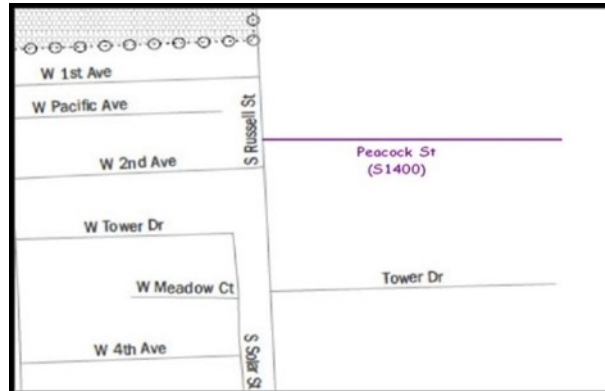 W 1st Ave
W Pacific Ave
S Russell St
Peacock St
(S1400)
W 2nd Ave
W Tower Dr
Tower Dr
W Meadow Ct
W 4th Ave
S Solar St